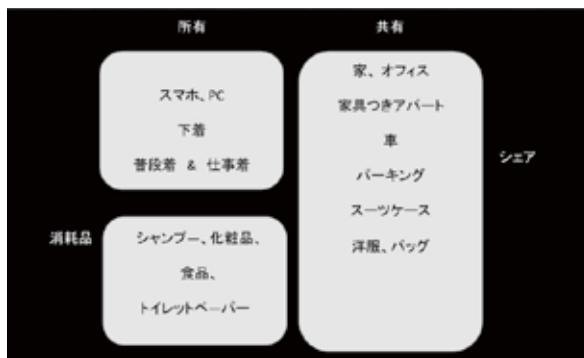 所有
スマホ、PC
下着
普段着 & 仕事着
消耗品
シャンプー、化粧品、
食品、
トイレットペーパー
共有
家、オフィス
家具つきアパート
車
パーキング
スーツケース
洋服、バッグ
シェア